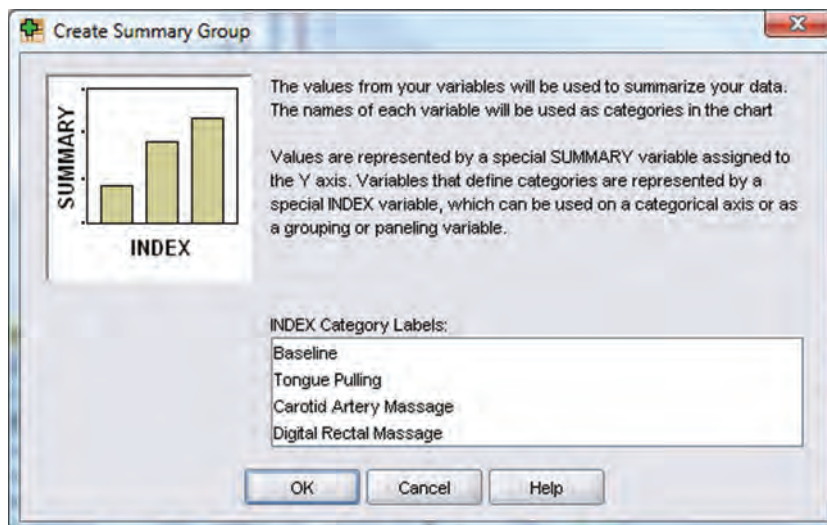 Create Summary Group
SUMMARY
INDEX
The values from your variables will be used to summarize your data.
The names of each variable will be used as categories in the chart
Values are represented by a special SUMMARY variable assigned to
the Y axis. Variables that define categories are represented by a
special INDEX variable, which can be used on a categorical axis or as
a grouping or paneling variable.
INDEX Category Labels:
Baseline
Tongue Pulling
Carotid Artery Massage
Digital Rectal Massage
OK
Cancel
Help